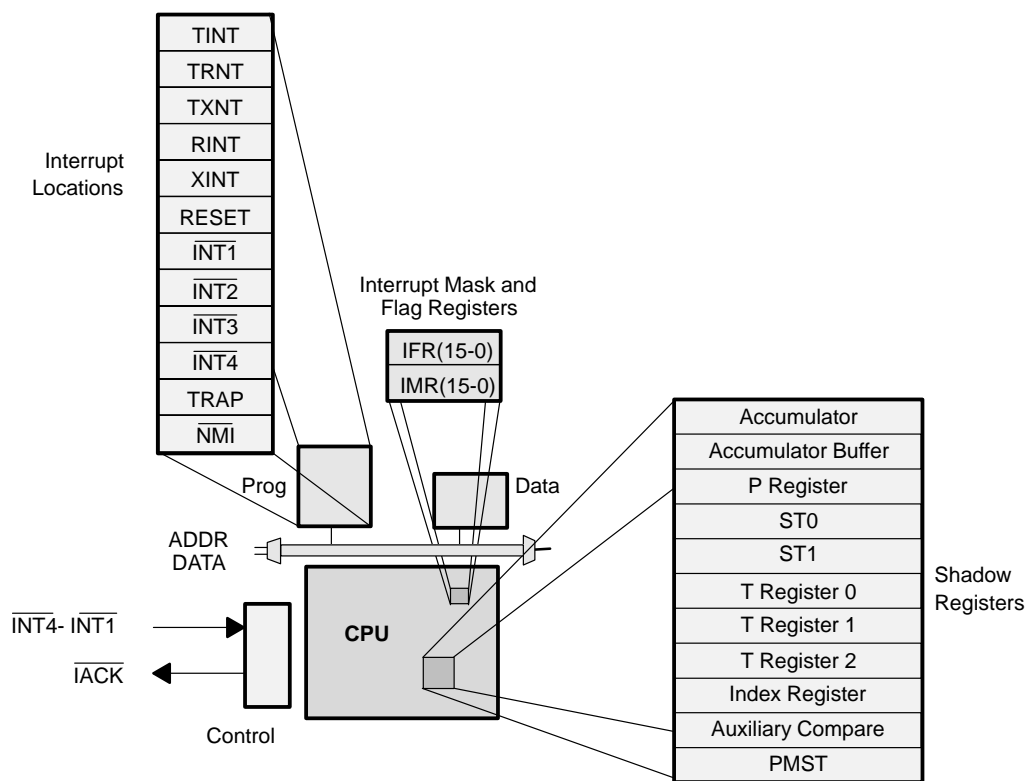 TINT
TRNT
TXNT
RINT
XINT
RESET
INT1
INT2
INT3
INT4
TRAP
NMI
Interrupt
Locations
Interrupt Mask and
Flag Registers
IFR(15-0)
IMR(15-0)
Prog
Data
ADDR
DATA
CPU
INT4- INT1
IACK
Control
Accumulator
Accumulator Buffer
P Register
ST0
ST1
T Register 0
T Register 1
T Register 2
Index Register
Auxiliary Compare
PMST
Shadow
Registers